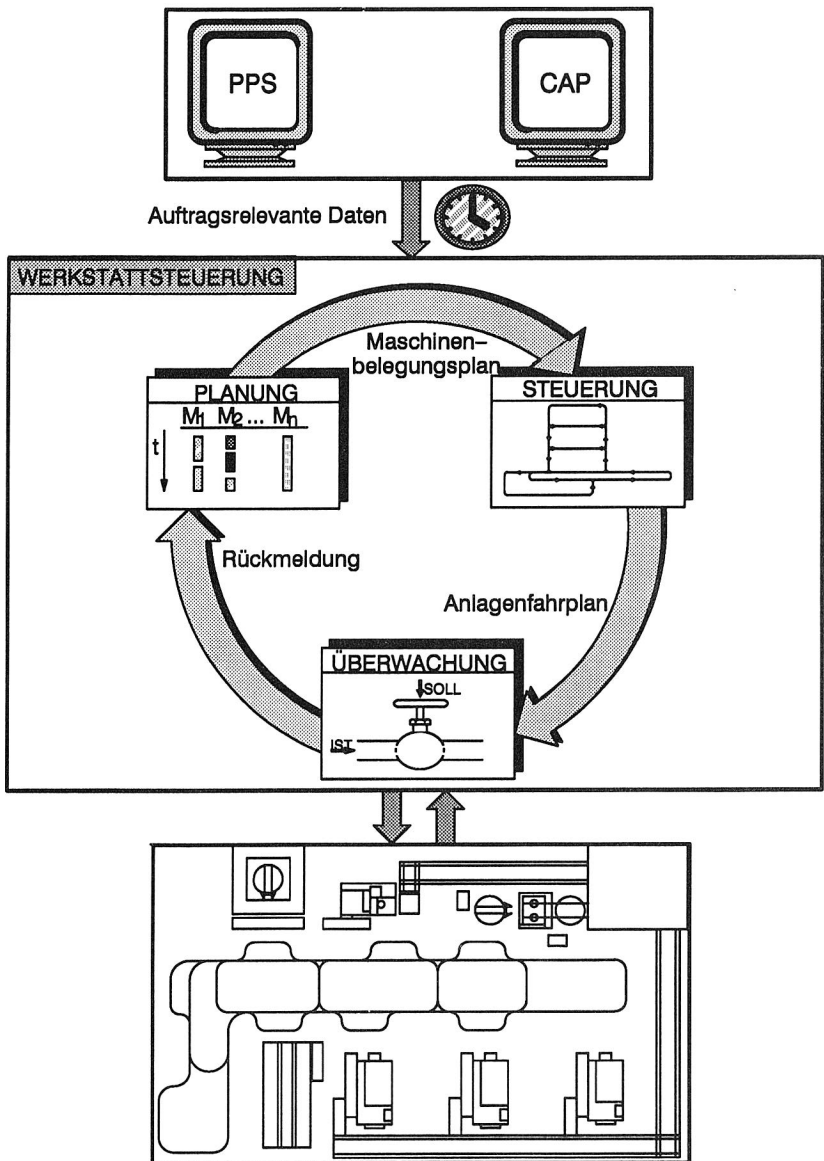 PPS
CAP
Auftragsrelevante Daten
WERKSTATTSTEUERUNG
Maschinen–
belegungsplan
PLANUNG
M1 M2 ... Mn
t
STEUERUNG
Rückmeldung
Anlagenfahrplan
ÜBERWACHUNG
SOLL
IST